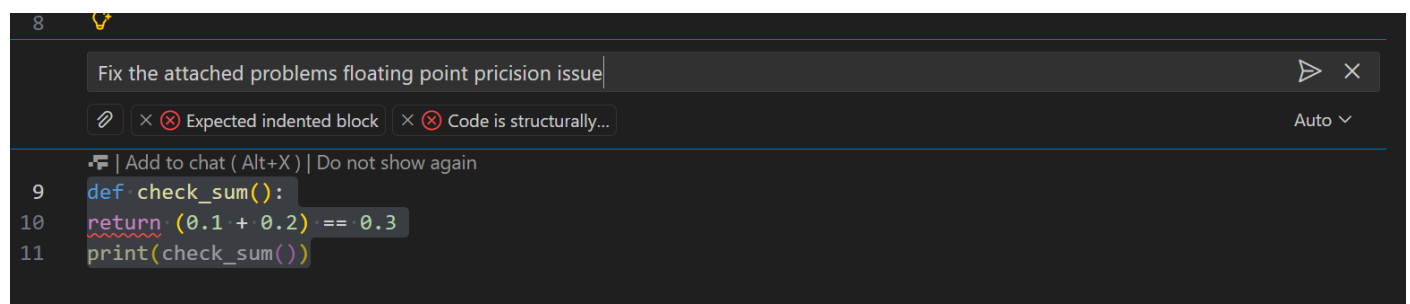 8
Fix the attached problems floating point pricision issue
Expected indented block Code is structurally... Auto
| Add to chat ( Alt+X ) | Do not show again
9 def check_sum():
10 return (0.1 + 0.2) == 0.3
11 print(check_sum())